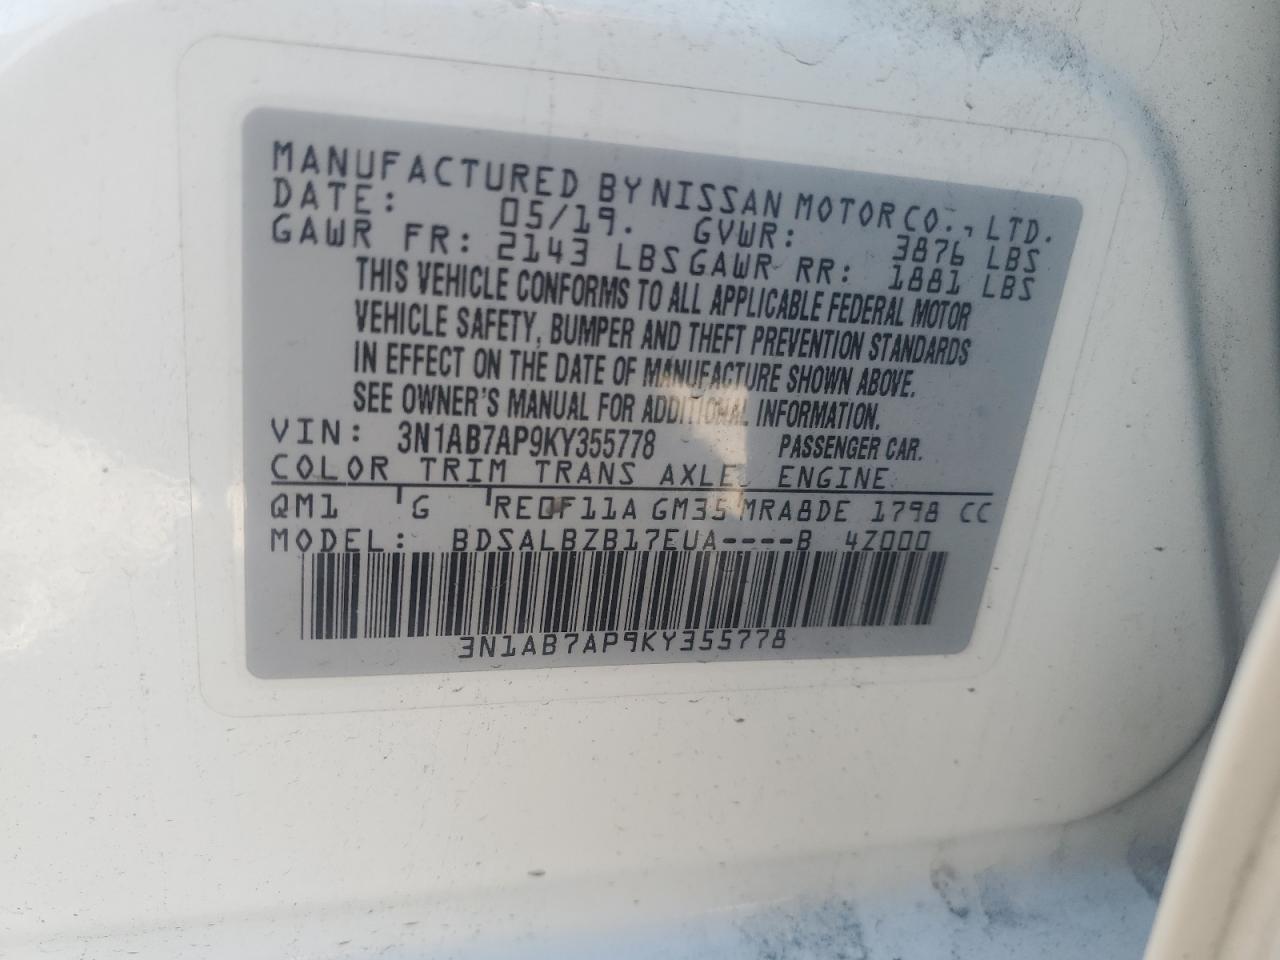 MANUFACTURED BY NISSAN MOTOR CO., LTD.
DATE: 05/19. GVWR: 3876 LBS
GAWR FR: 2143 LBS GAWR RR: 1881 LBS
THIS VEHICLE CONFORMS TO ALL APPLICABLE FEDERAL MOTOR
VEHICLE SAFETY, BUMPER AND THEFT PREVENTION STANDARDS
IN EFFECT ON THE DATE OF MANUFACTURE SHOWN ABOVE.
SEE OWNER'S MANUAL FOR ADDITIONAL INFORMATION.
VIN: 3N1AB7AP9KY355778 PASSENGER CAR.
COLOR TRIM TRANS AXLE ENGINE
QM1 G RE0F11A GM35 MRA8DE 1798 CC
MODEL: BDSALBZB17EUA----B 4Z000
3N1AB7AP9KY355778